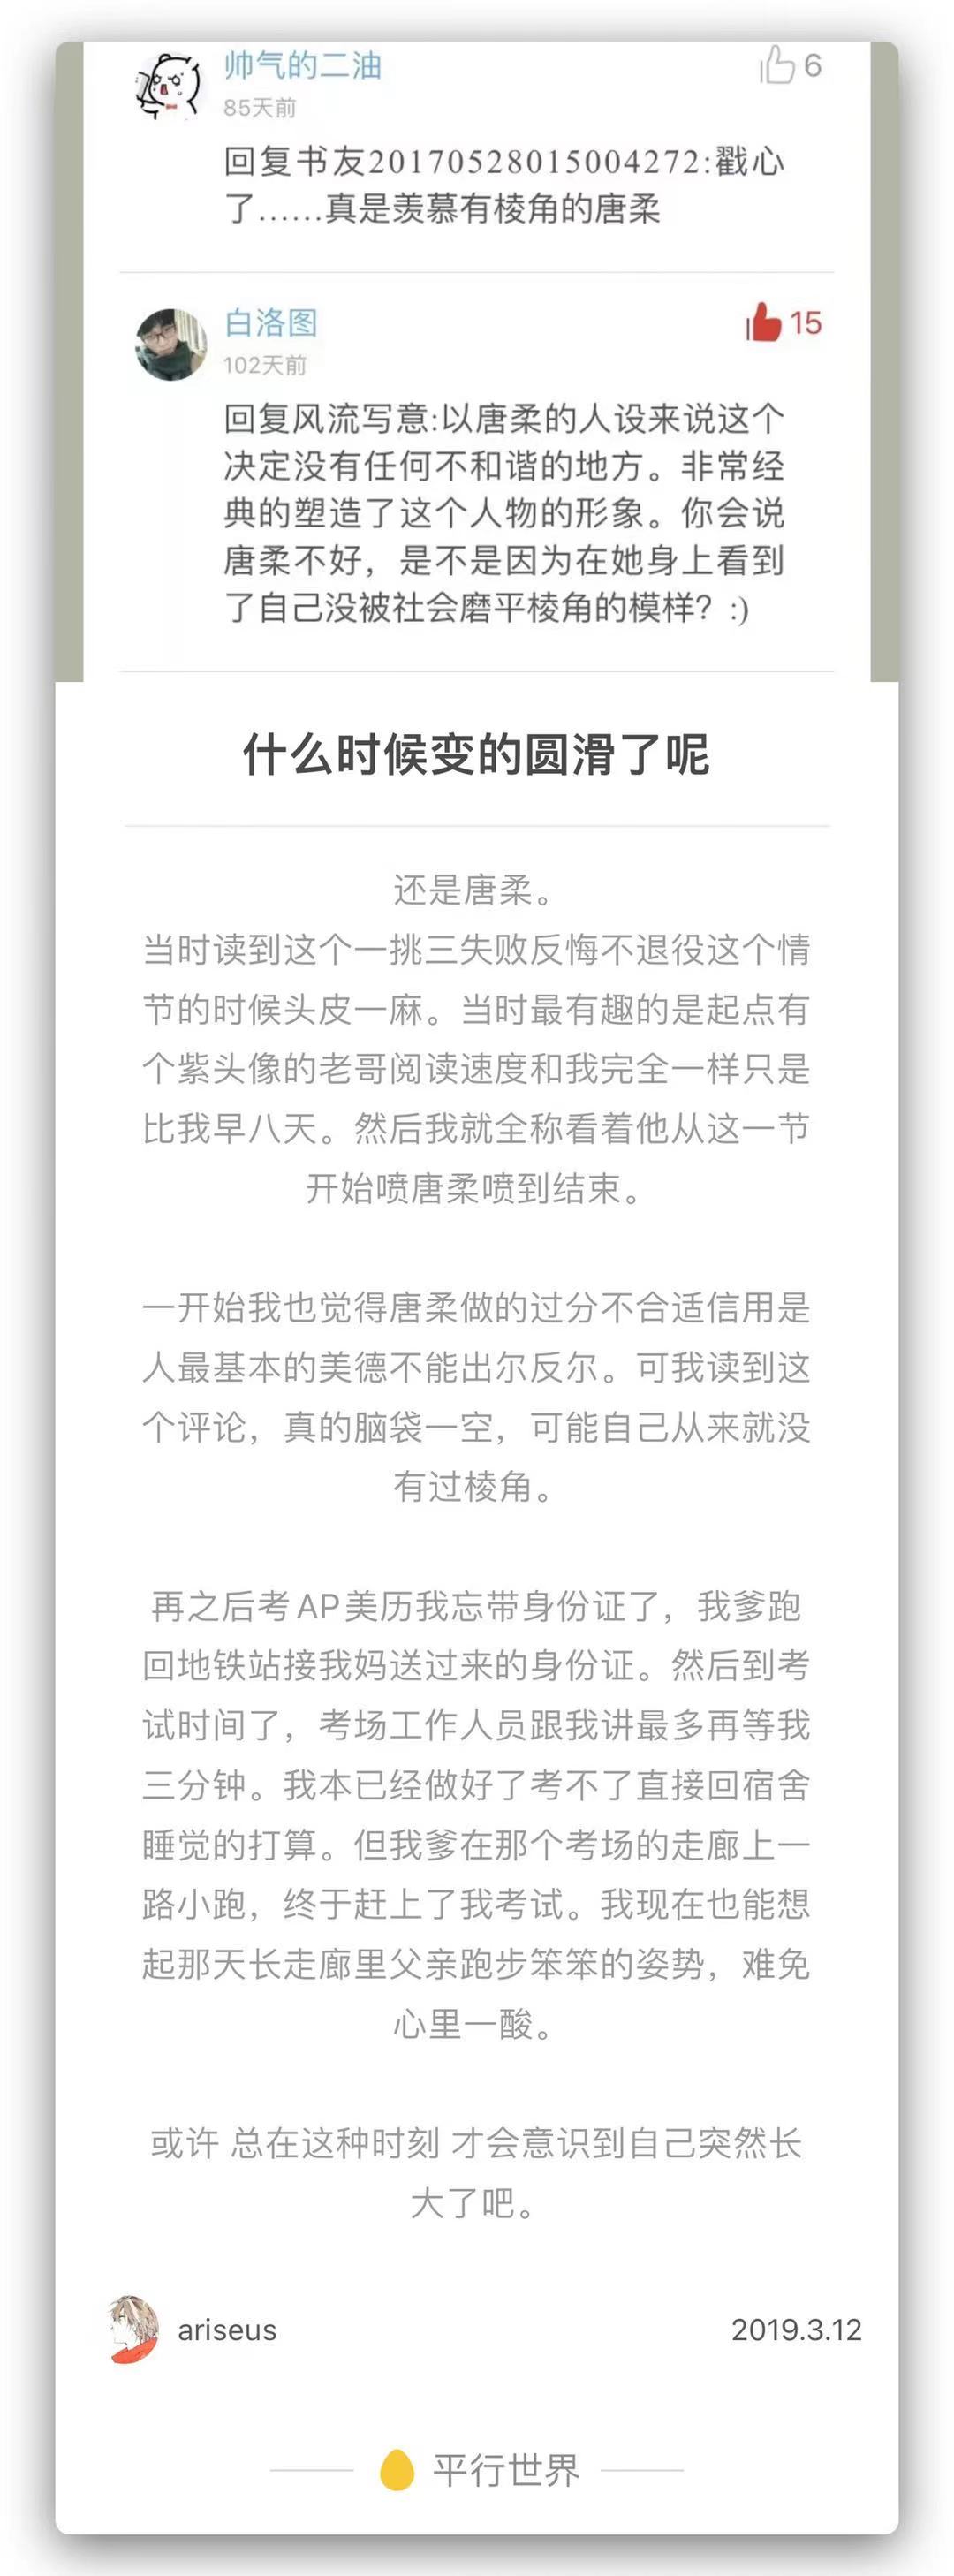 帅气的二油
6
85天前
回复书友20170528015004272:戳心
了……真是羡慕有棱角的唐柔
白洛图
15
102天前
回复风流写意:以唐柔的人设来说这个
决定没有任何不和谐的地方。非常经
典的塑造了这个人物的形象。你会说
唐柔不好，是不是因为在她身上看到
了自己没被社会磨平棱角的模样？:)
什么时候变的圆滑了呢
还是唐柔。
当时读到这个一挑三失败反悔不退役这个情
节的时候头皮一麻。当时最有趣的是起点有
个紫头像的老哥阅读速度和我完全一样只是
比我早八天。然后我就全称看着他从这一节
开始喷唐柔喷到结束。
一开始我也觉得唐柔做的过分不合适信用是
人最基本的美德不能出尔反尔。可我读到这
个评论，真的脑袋一空，可能自己从来就没
有过棱角。
再之后考AP美历我忘带身份证了，我爹跑
回地铁站接我妈送过来的身份证。然后到考
试时间了，考场工作人员跟我讲最多再等我
三分钟。我本已经做好了考不了直接回宿舍
睡觉的打算。但我爹在那个考场的走廊上一
路小跑，终于赶上了我考试。我现在也能想
起那天长走廊里父亲跑步笨笨的姿势，难免
心里一酸。
或许 总在这种时刻 才会意识到自己突然长
大了吧。
ariseus
2019.3.12
平行世界